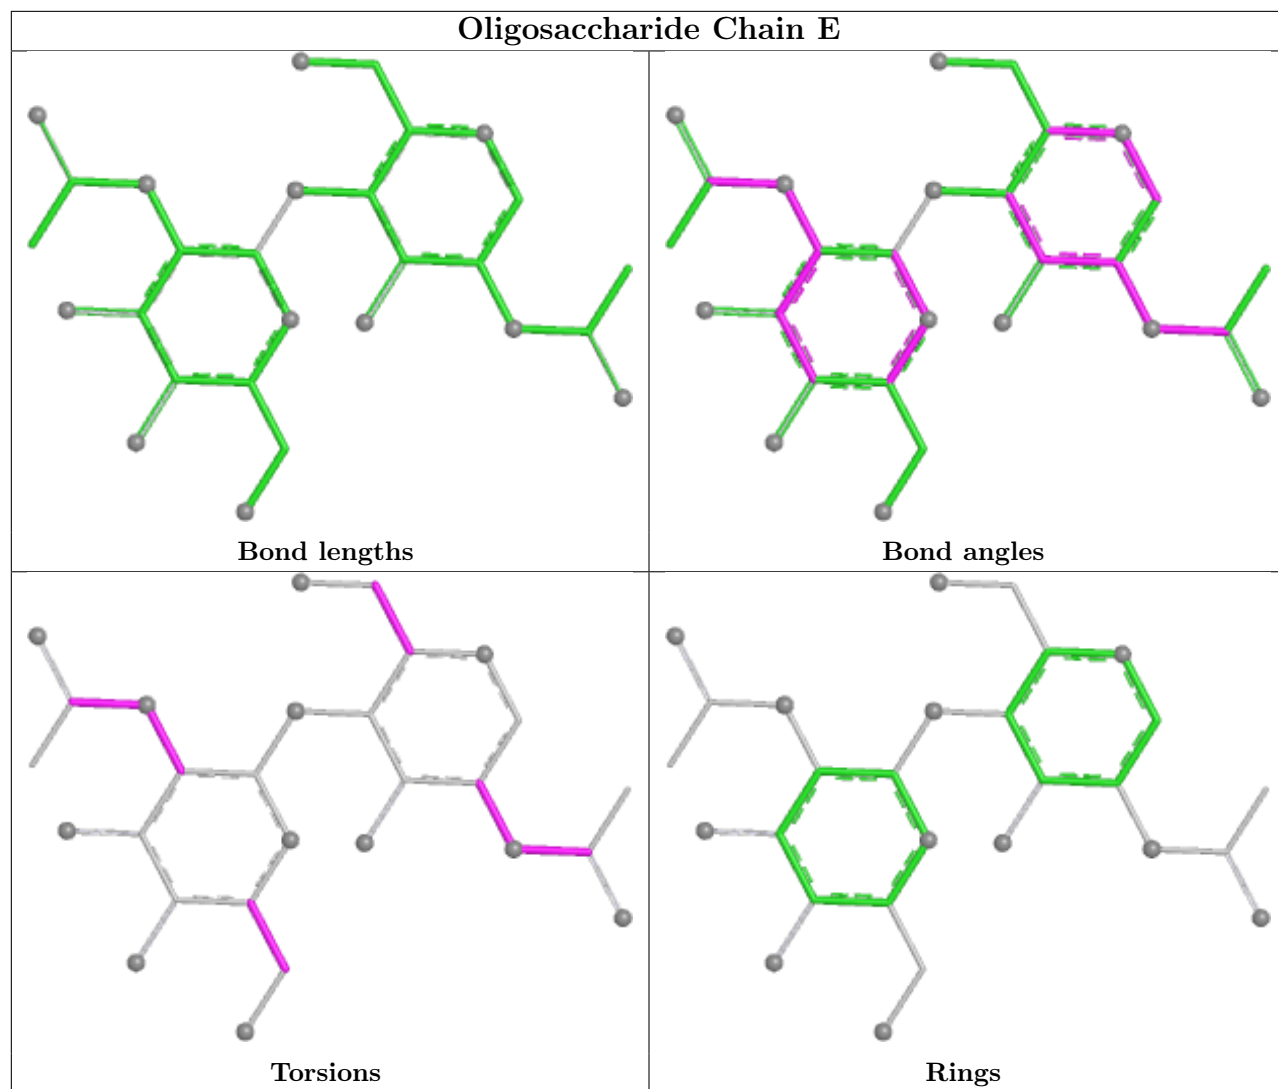 Oligosaccharide Chain E
Bond lengths
Bond angles
Torsions
Rings